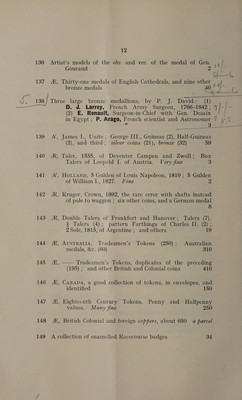 12
136 Artist's models of the obv. and rev. of the medal of Gen.
Gouraud 2
137 Æ, Thirty-one medals of English Cathedrals, and nine other
bronze medals 40
138 Three large bronze medallions, by P. J. David: (1)
D. J. Larrey, French Army Surgeon, 1766-1842.
(2) E. Renault, Surgeon-in-Chief with Gen. Desaix
in Egypt; F. Arago, French scientist and Astronomer
3
139 A', James I., Unite; George III., Guineas (2), Half-Guineas
(3), and third; silver coins (21), bronze (32) 59
140 Æ, Taler, 1555, of Deventer Campen and Zwoll; Box
Talers of Leopold I. of Austria. Very fine 3
141 A', Holland, 5 Gulden of Louis Napoleon, 1810; 5 Gulden
of William I., 1827. Fine 2
142 Æ, Kruger, Crown, 1892, the rare error with shafts instead
of pole to waggon; six other coins, and a German medal
8
143 Æ, Double Talers of Frankfurt and Hanover; Talers (7),
⅓ Talers (4); pattern Farthings of Charles II. (2);
2 Sole, 1815, of Argentine; and others 19
144 Æ, Australia. Tradesmen's Tokens (250); Australian
medals, &c. (60) 310
145 Æ, —— Tradesmen's Tokens, duplicates of the preceding
(195); and other British and Colonial coins 410
146 Æ, Canada, a good collection of tokens, in envelopes, and
identified 150
147 Æ, Eighteenth Century Tokens, Penny and Halfpenny
values. Many fine 250
148 Æ, British Colonial and foreign coppers, about 600 a parcel
149 A collection of enamelled Racecourse badges 34